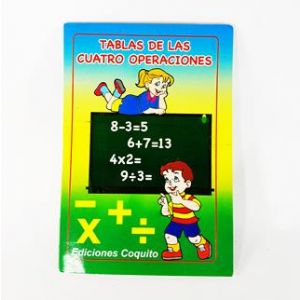 TABLAS DE LAS
CUATRO OPERACIONES
8-3=5
6+7=13
4x2=
9÷3=
- + ÷
x
Ediciones Coquito